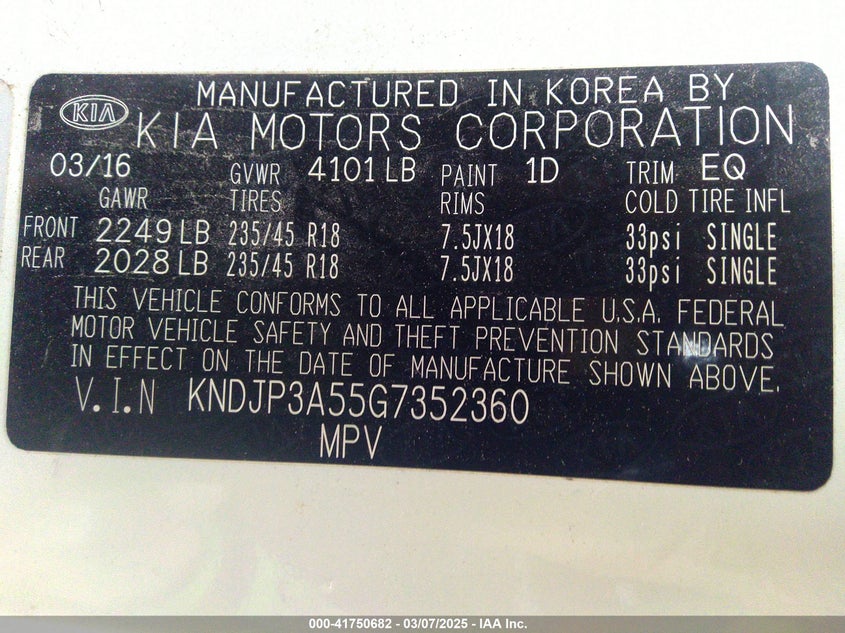 MANUFACTURED IN KOREA BY
KIA KIA MOTORS CORPORATION
03/16 GVWR 4101 LB PAINT 1D TRIM EQ
GAWR TIRES RIMS COLD TIRE INFL
FRONT 2249 LB 235/45 R18 7.5JX18 33psi SINGLE
REAR 2028 LB 235/45 R18 7.5JX18 33psi SINGLE
THIS VEHICLE CONFORMS TO ALL APPLICABLE U.S.A. FEDERAL
MOTOR VEHICLE SAFETY AND THEFT PREVENTION STANDARDS
IN EFFECT ON THE DATE OF MANUFACTURE SHOWN ABOVE.
V.I.N KNDJP3A55G7352360
MPV
000-41750682 - 03/07/2025 - IAA Inc.